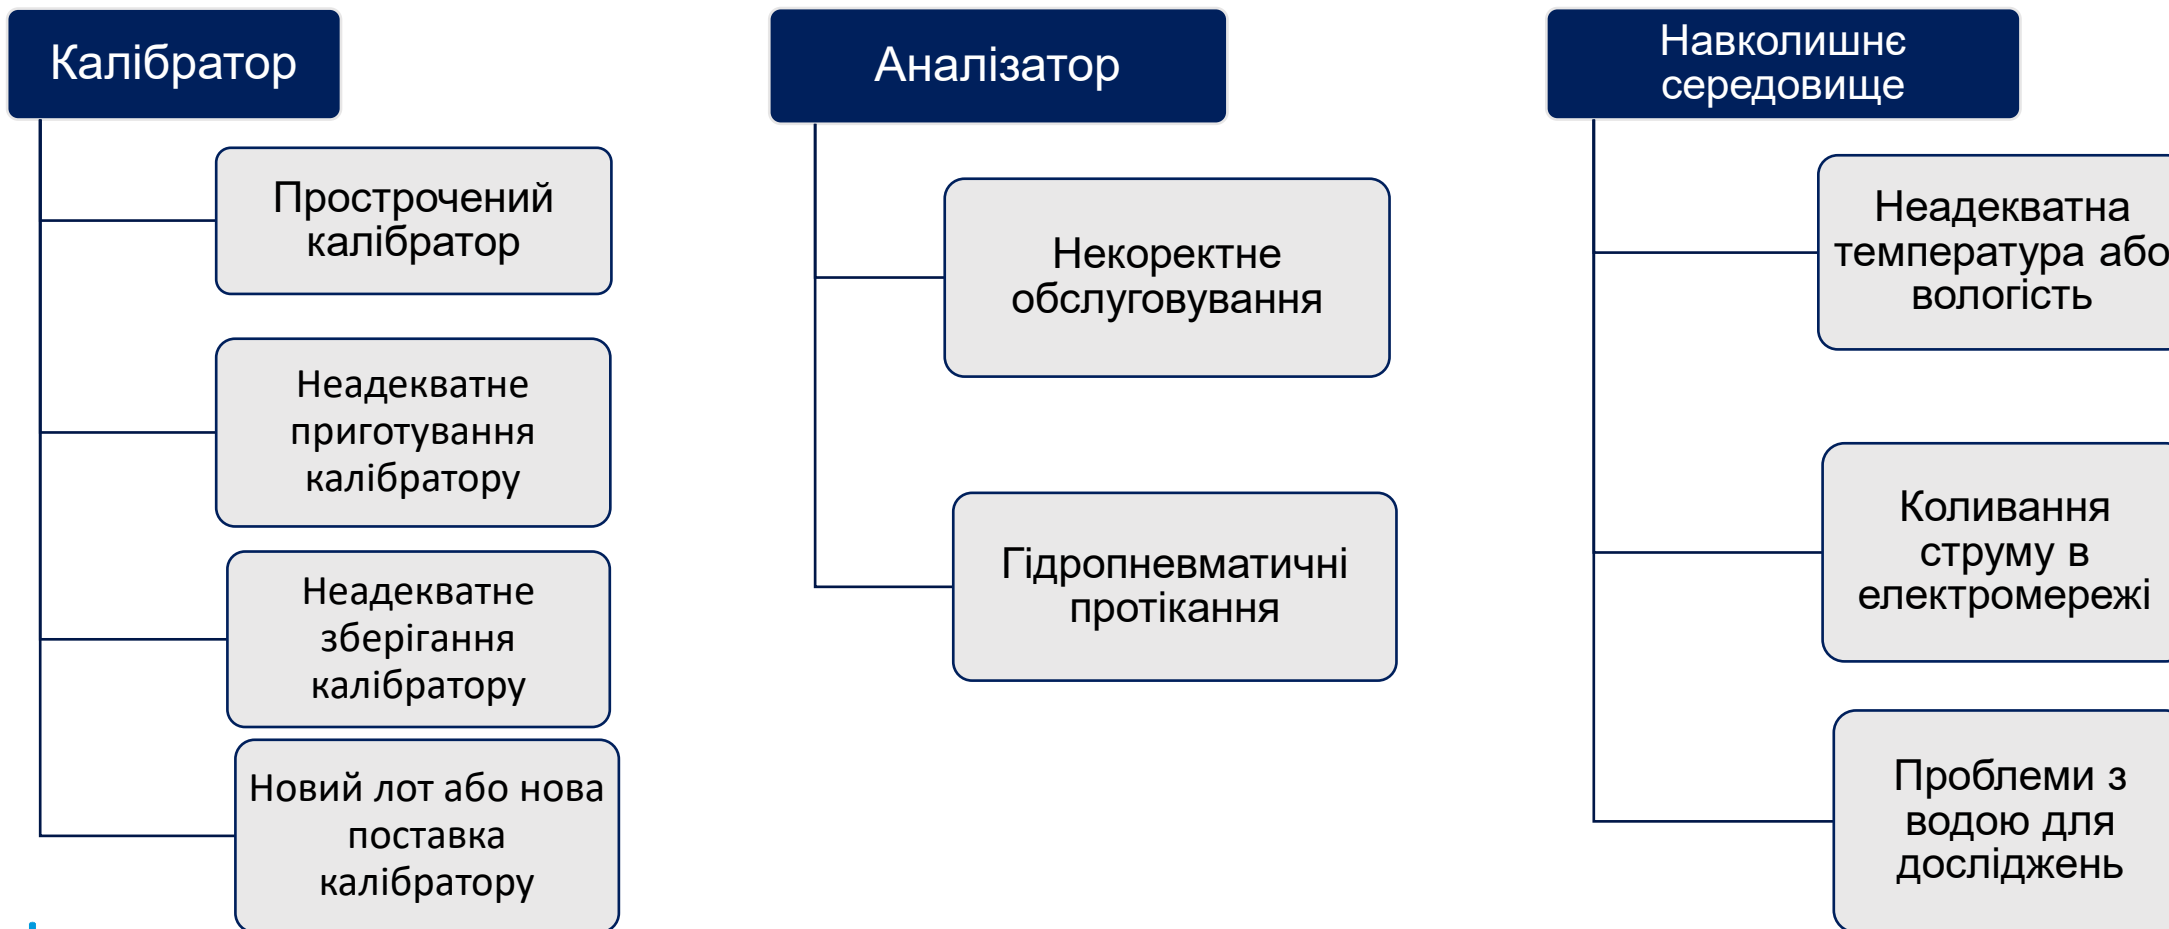 Калібратор
Прострочений
калібратор
Неадекватне
приготування
калібратору
Неадекватне
зберігання
калібратору
Новий лот або нова
поставка
калібратору
Аналізатор
Некоректне
обслуговування
Гідропневматичні
протікання
Навколишнє
середовище
Неадекватна
температура або
вологість
Коливання
струму в
електромережі
Проблеми з
водою для
досліджень